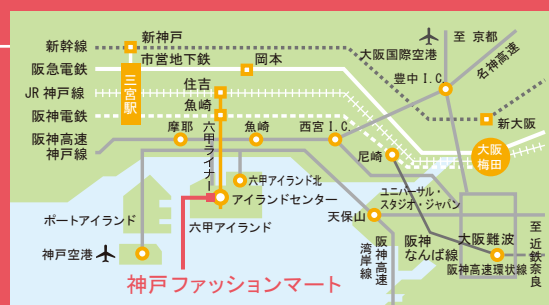 新幹線
新神戸
大阪国際空港
至 京都
名神高速
阪急電鉄
市営地下鉄
岡本
豊中 I.C.
JR 神戸線
三宮駅
住吉
阪神電鉄
魚崎
新大阪
阪神高速
神戸線
摩耶
六甲ライナー
魚崎
西宮 I.C.
尼崎
大阪
梅田
六甲アイランド北
アイランドセンター
ユニバーサル・
スタジオ・ジャパン
ポートアイランド
六甲アイランド
天保山
阪神高速
湾岸線
阪神
なんば線
大阪難波
至 近鉄奈良
神戸空港
阪神高速環状線
神戸ファッションマート